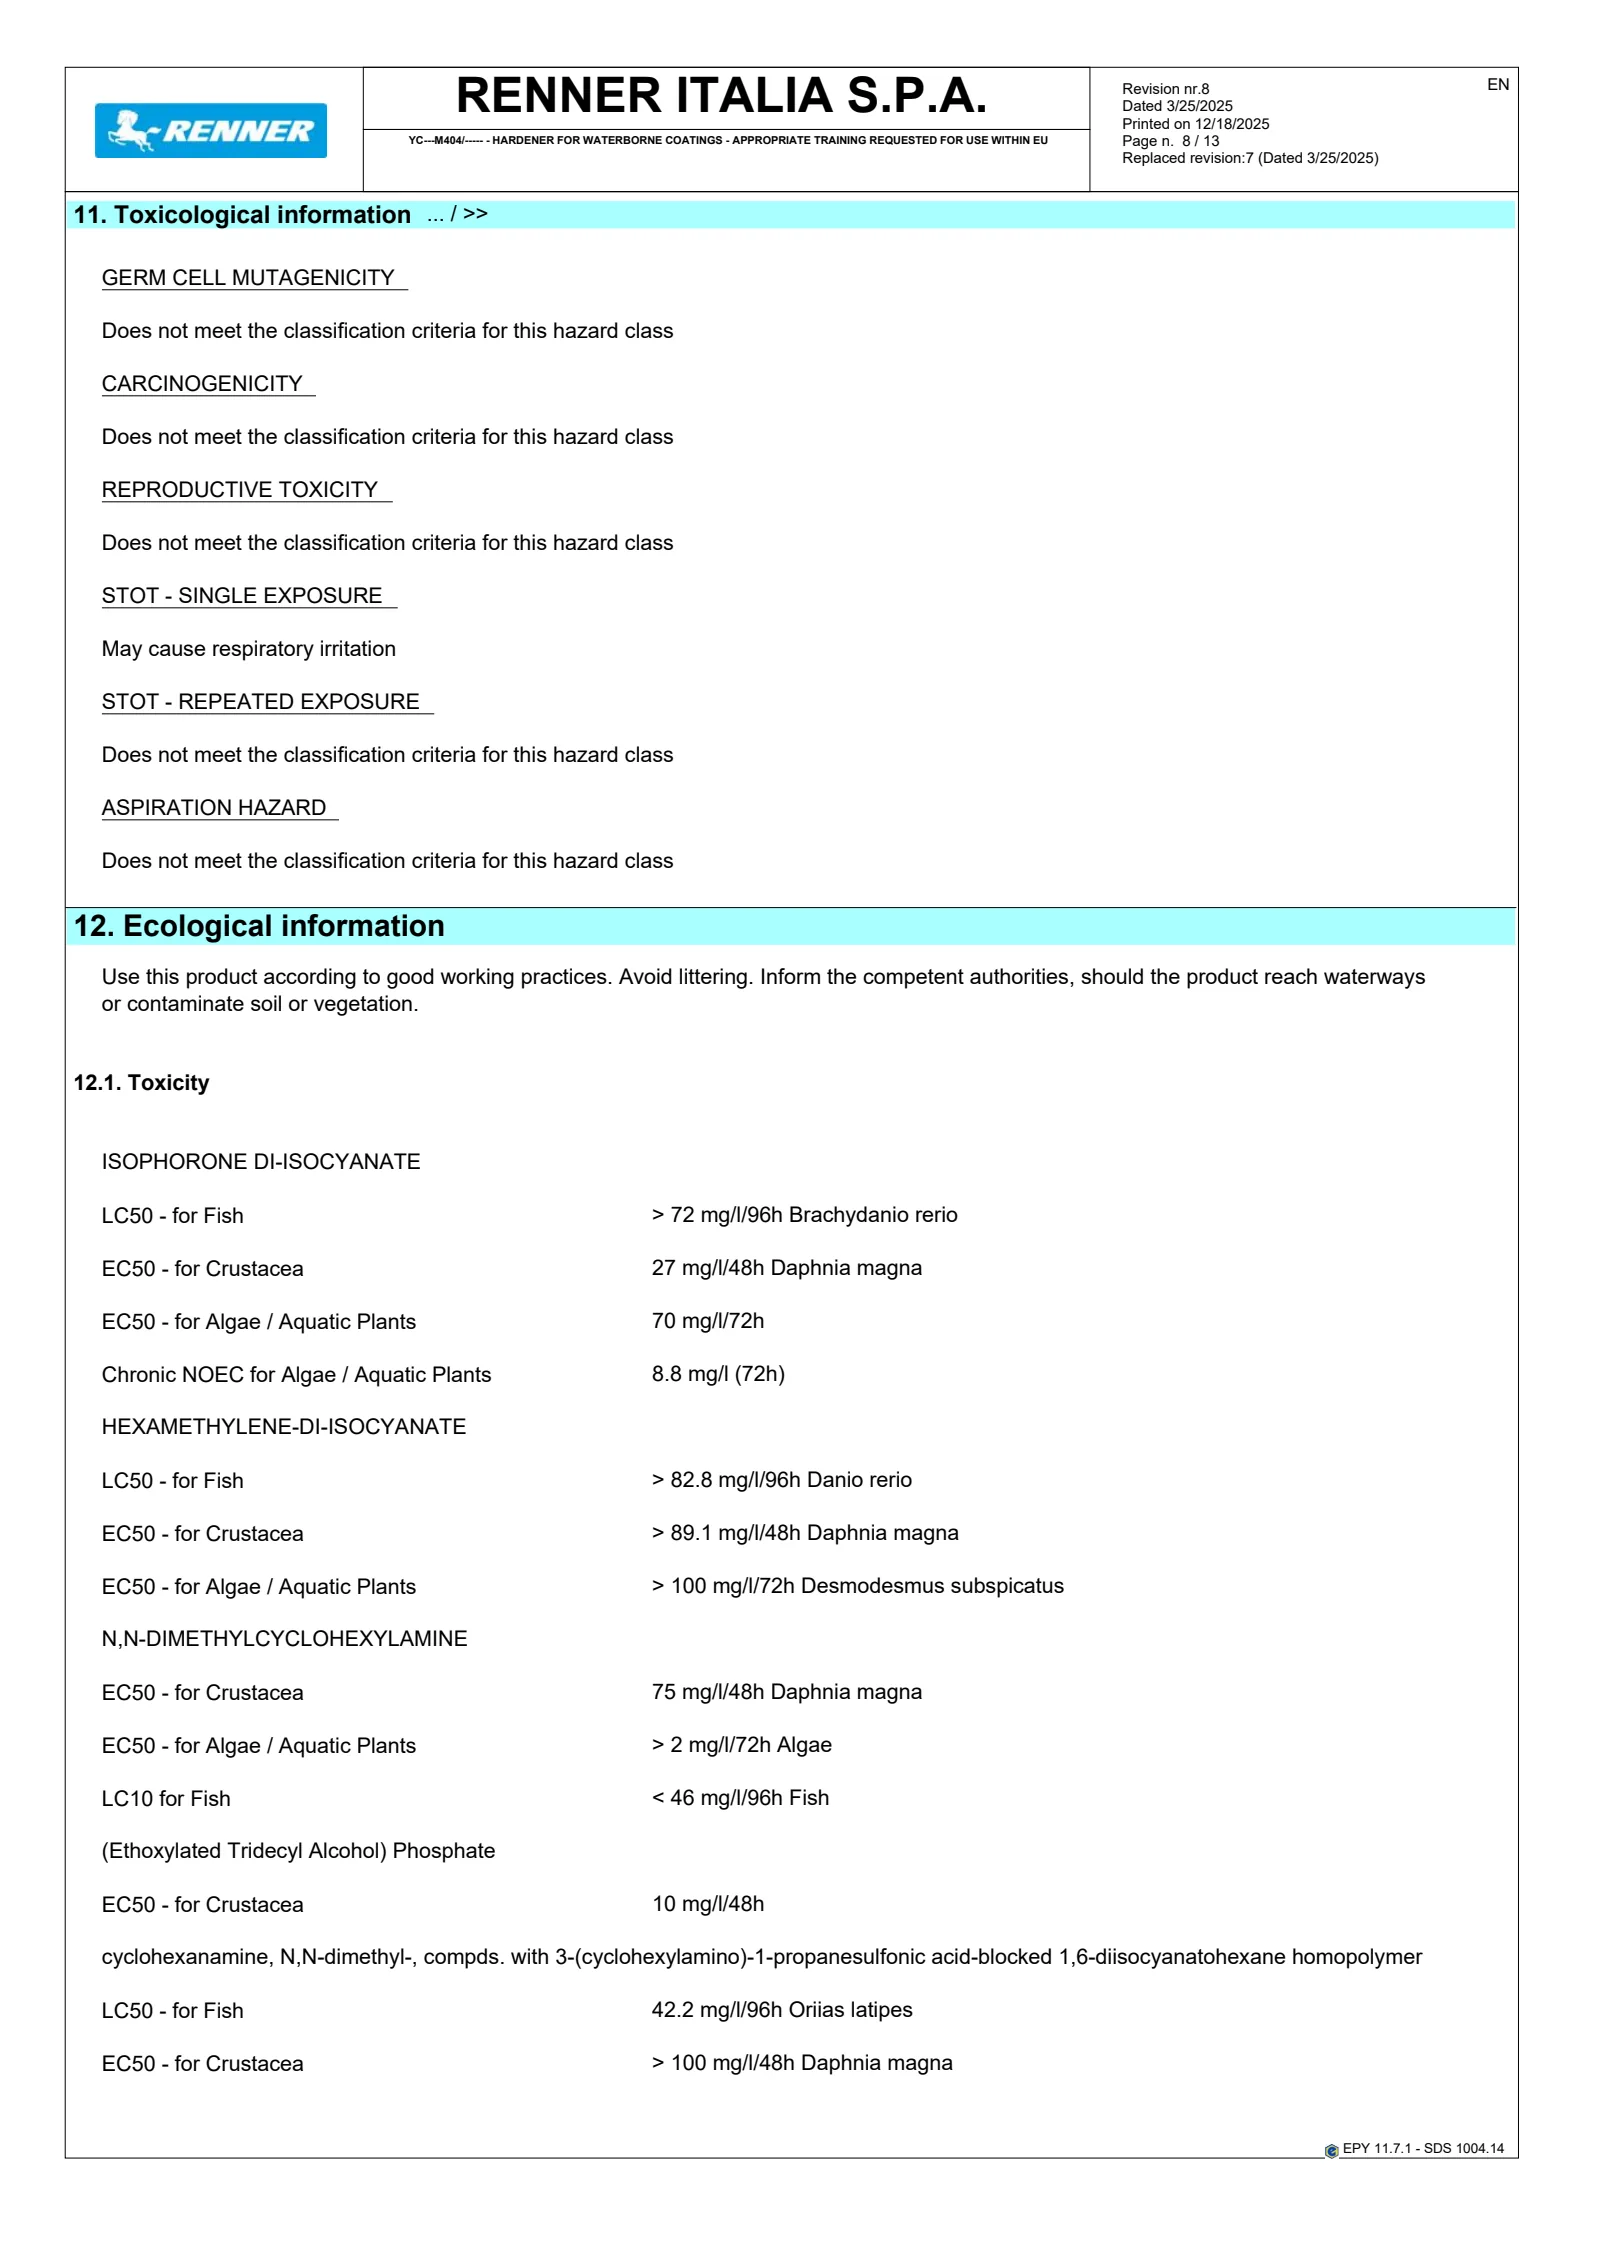 RENNER
RENNER ITALIA S.P.A.
YC---M404/----- - HARDENER FOR WATERBORNE COATINGS - APPROPRIATE TRAINING REQUESTED FOR USE WITHIN EU
Revision nr.8
EN
Dated 3/25/2025
Printed on 12/18/2025
Page n. 8 / 13
Replaced revision:7 (Dated 3/25/2025)
11. Toxicological information ... / >>
GERM CELL MUTAGENICITY
Does not meet the classification criteria for this hazard class
CARCINOGENICITY
Does not meet the classification criteria for this hazard class
REPRODUCTIVE TOXICITY
Does not meet the classification criteria for this hazard class
STOT - SINGLE EXPOSURE
May cause respiratory irritation
STOT - REPEATED EXPOSURE
Does not meet the classification criteria for this hazard class
ASPIRATION HAZARD
Does not meet the classification criteria for this hazard class
12. Ecological information
Use this product according to good working practices. Avoid littering. Inform the competent authorities, should the product reach waterways
or contaminate soil or vegetation.
12.1. Toxicity
ISOPHORONE DI-ISOCYANATE
LC50 - for Fish > 72 mg/l/96h Brachydanio rerio
EC50 - for Crustacea 27 mg/l/48h Daphnia magna
EC50 - for Algae / Aquatic Plants 70 mg/l/72h
Chronic NOEC for Algae / Aquatic Plants 8.8 mg/l (72h)
HEXAMETHYLENE-DI-ISOCYANATE
LC50 - for Fish > 82.8 mg/l/96h Danio rerio
EC50 - for Crustacea > 89.1 mg/l/48h Daphnia magna
EC50 - for Algae / Aquatic Plants > 100 mg/l/72h Desmodesmus subspicatus
N,N-DIMETHYLCYCLOHEXYLAMINE
EC50 - for Crustacea 75 mg/l/48h Daphnia magna
EC50 - for Algae / Aquatic Plants > 2 mg/l/72h Algae
LC10 for Fish < 46 mg/l/96h Fish
(Ethoxylated Tridecyl Alcohol) Phosphate
EC50 - for Crustacea 10 mg/l/48h
cyclohexanamine, N,N-dimethyl-, compds. with 3-(cyclohexylamino)-1-propanesulfonic acid-blocked 1,6-diisocyanatohexane homopolymer
LC50 - for Fish 42.2 mg/l/96h Oriias latipes
EC50 - for Crustacea > 100 mg/l/48h Daphnia magna
EPY 11.7.1 - SDS 1004.14